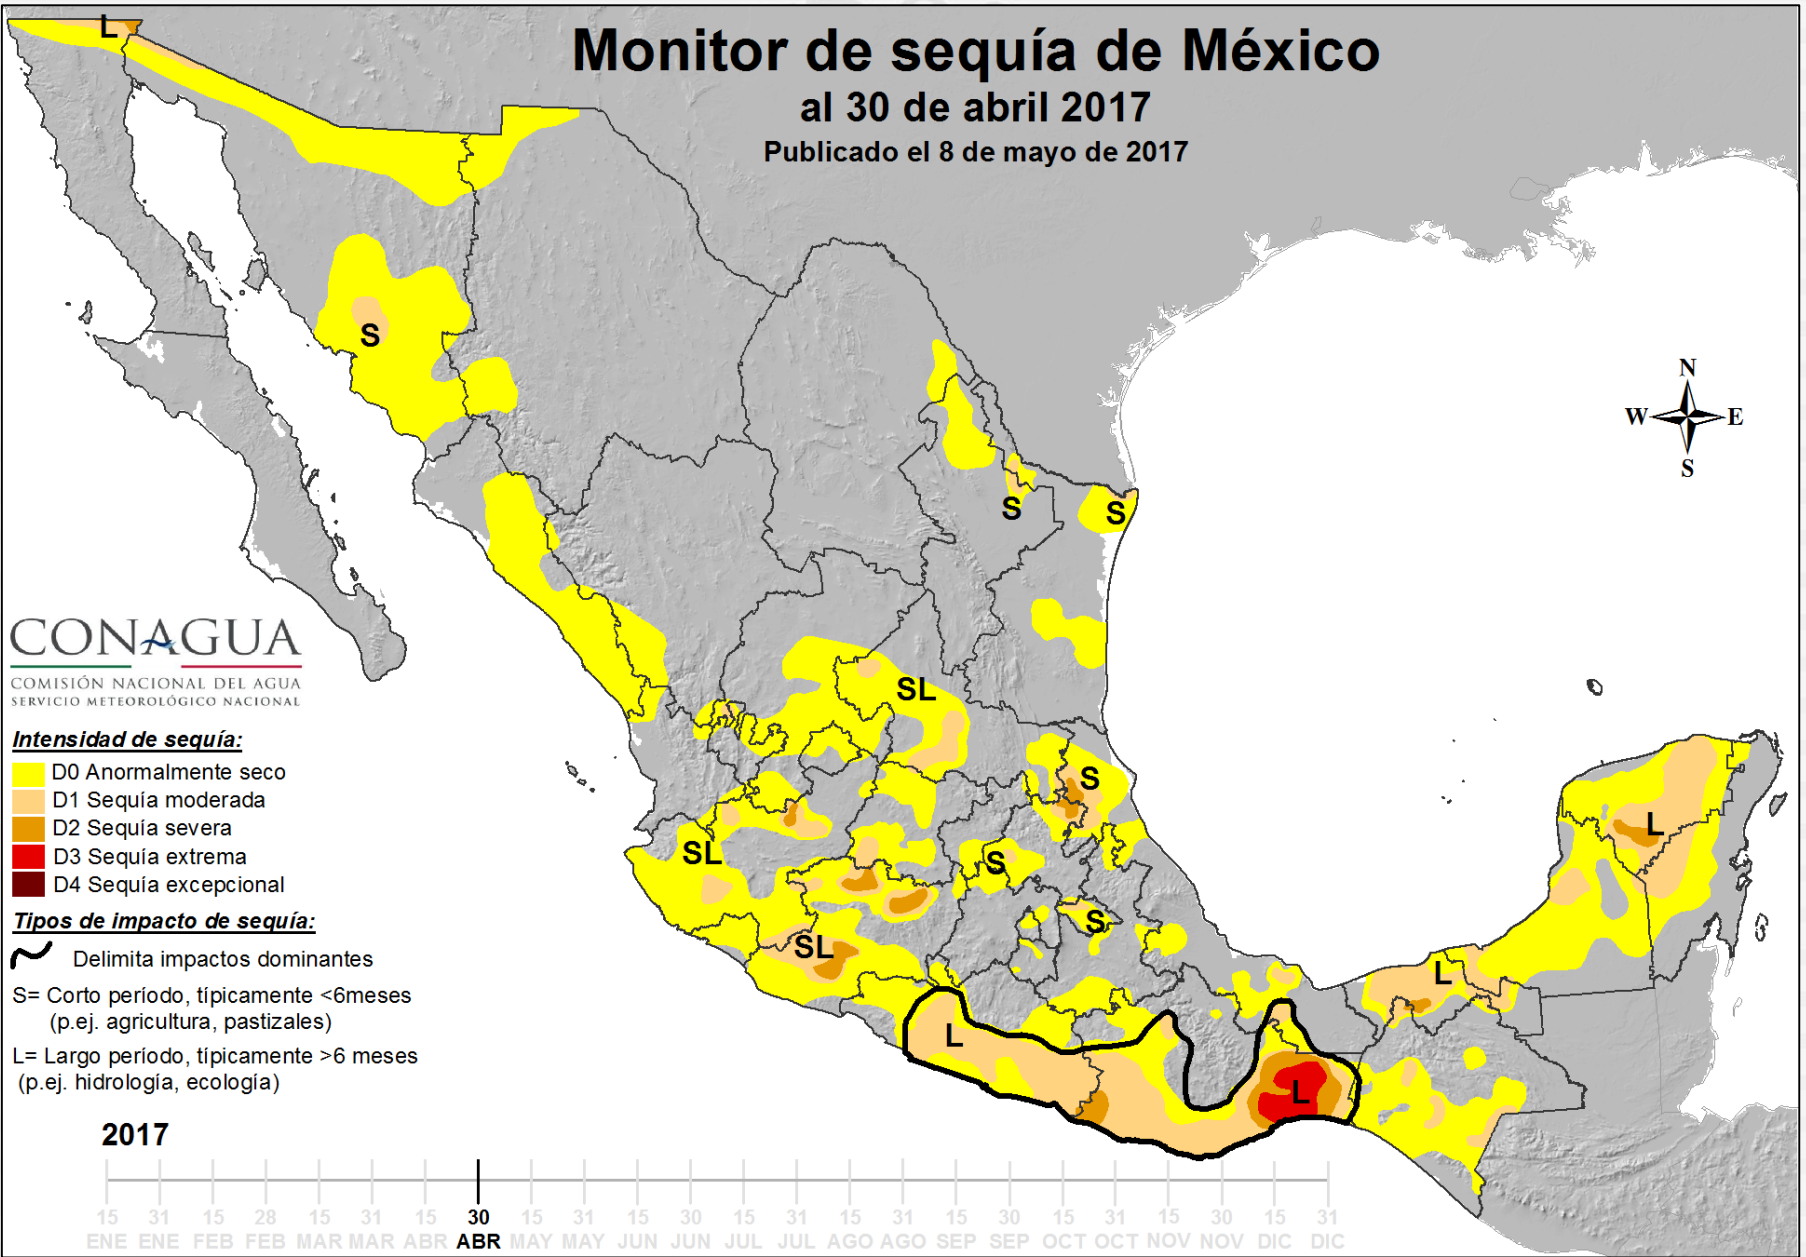 Monitor de sequía de México
al 30 de abril 2017
Publicado el 8 de mayo de 2017
L
S
S
S
N
W E
S
CONAGUA
COMISIÓN NACIONAL DEL AGUA
SERVICIO METEOROLÓGICO NACIONAL
SL
Intensidad de sequía:
D0 Anormalmente seco
D1 Sequía moderada
D2 Sequía severa
D3 Sequía extrema
D4 Sequía excepcional
S
L
SL
S
S
SL
L
L
L
Tipos de impacto de sequía:
Delimita impactos dominantes
S= Corto período, típicamente <6meses
(p.ej. agricultura, pastizales)
L= Largo período, típicamente >6 meses
(p.ej. hidrología, ecología)
2017
15 31 15 28 15 31 15 30 15 31 15 30 15 31 15 31 15 30 15 31 15 30 15 31
ENE ENE FEB FEB MAR MAR ABR ABR MAY MAY JUN JUN JUL JUL AGO AGO SEP SEP OCT OCT NOV NOV DIC DIC